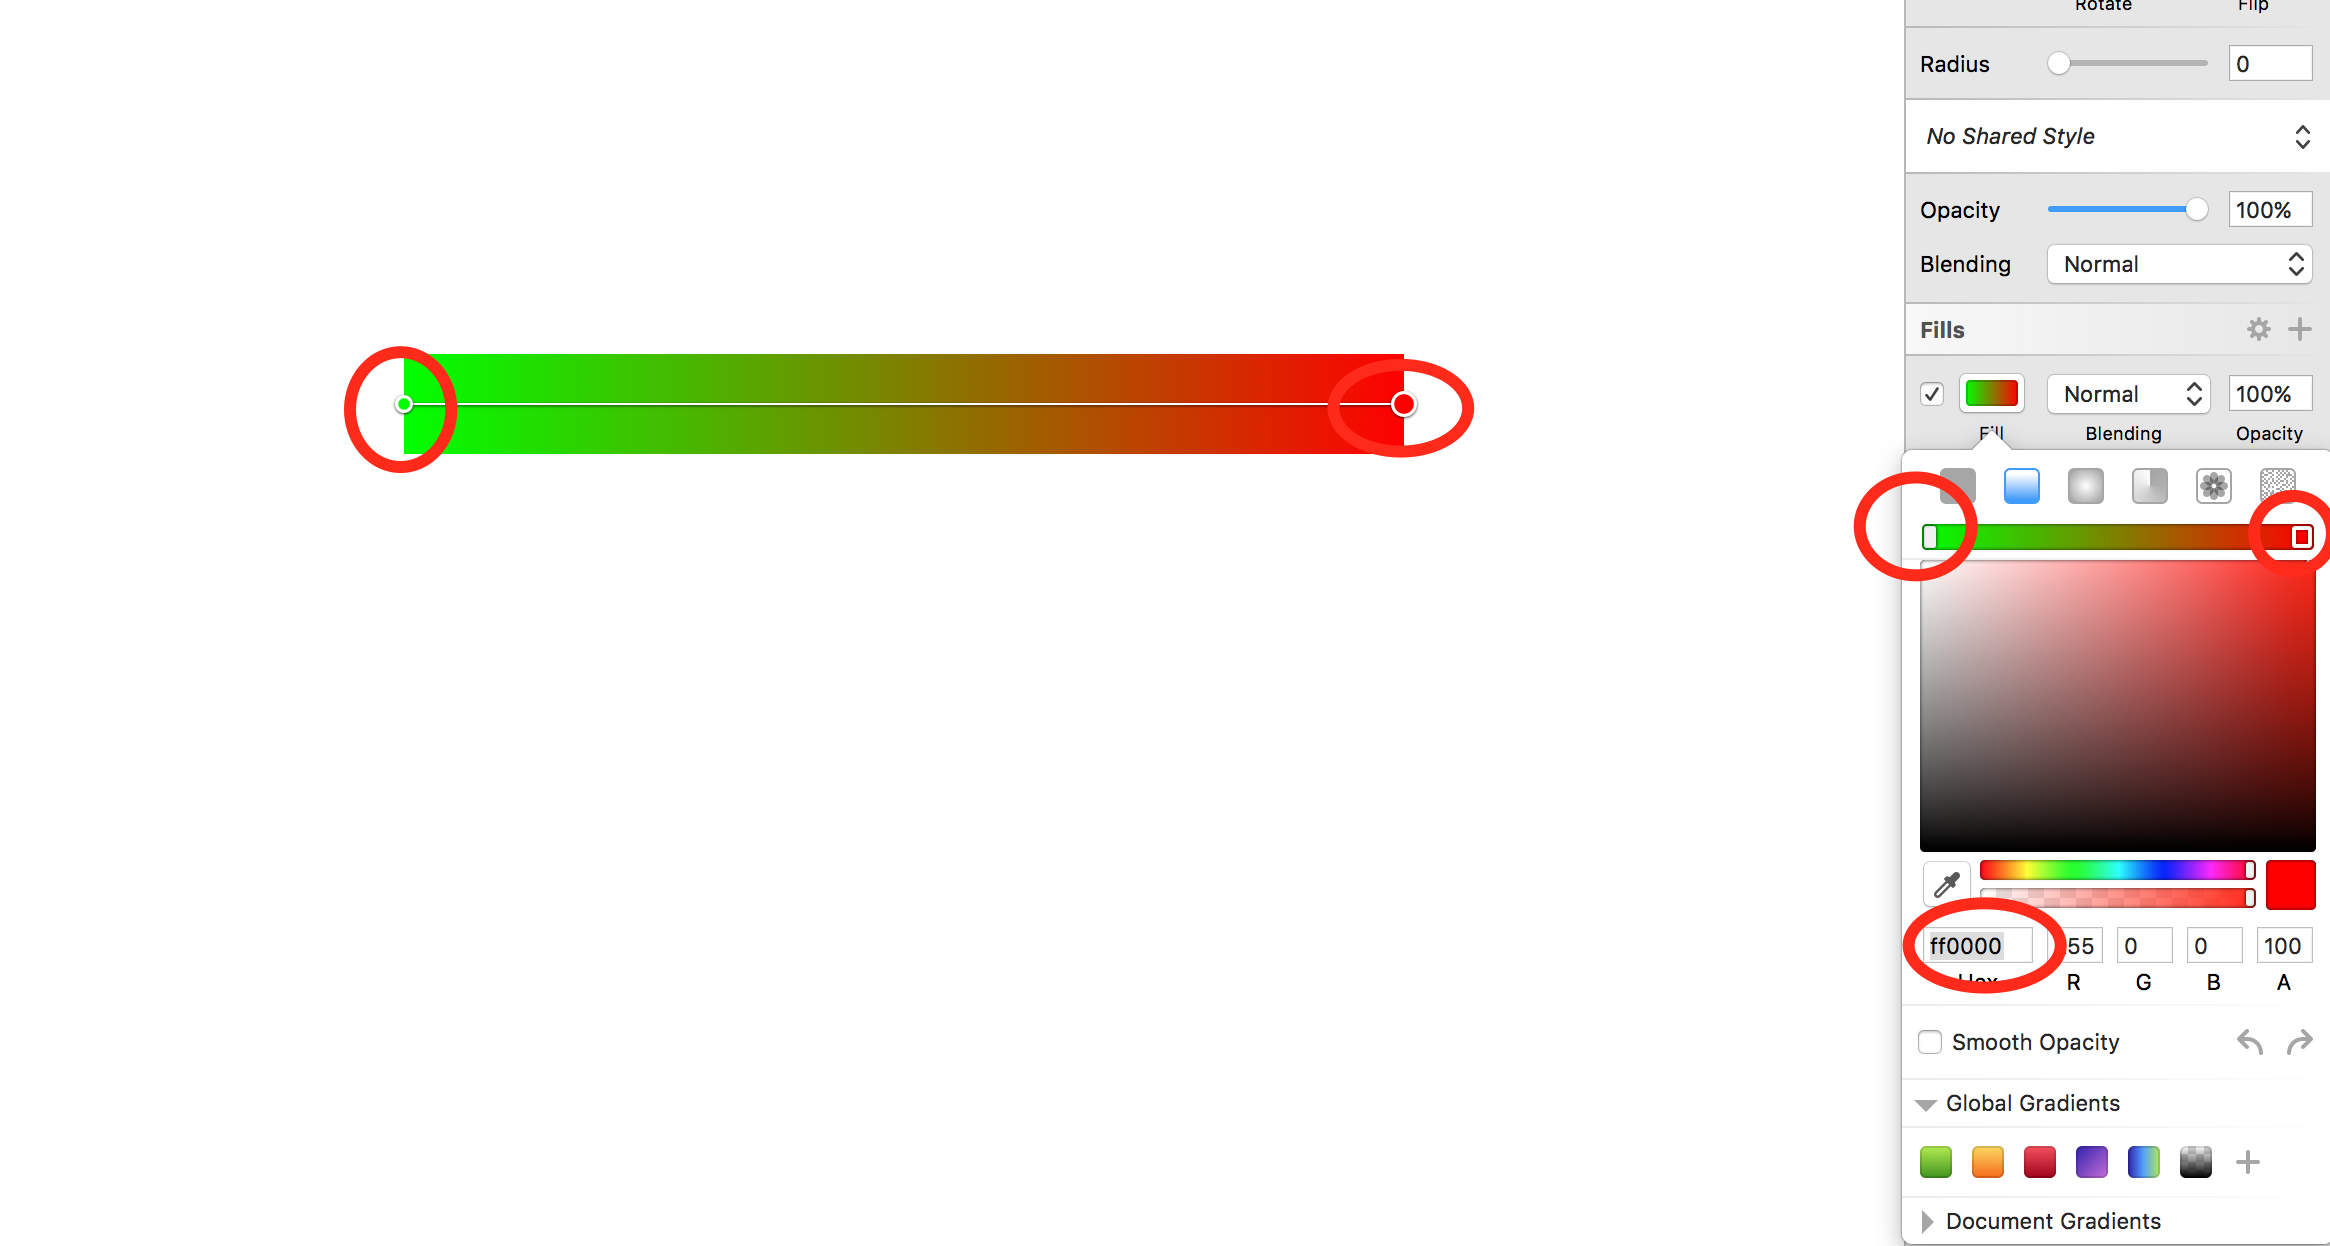 Rotate Flip
Radius 0
No Shared Style
Opacity 100%
Blending Normal
Fills
Normal 100%
Fill Blending Opacity
ff0000 55 0 0 100
Hex R G B A
Smooth Opacity
Global Gradients
Document Gradients